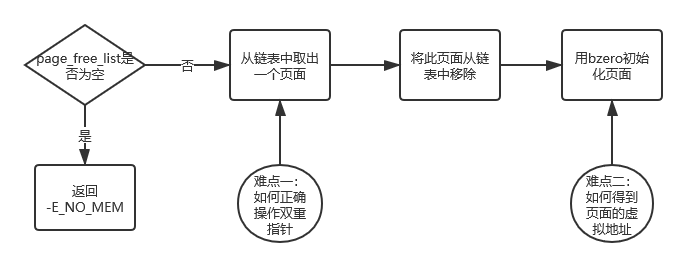 page_free_list是
否为空
否
从链表中取出
一个页面
将此页面从链
表中移除
用bzero初始
化页面
是
返回
-E_NO_MEM
难点一：
如何正确
操作双重
指针
难点二：
如何得到
页面的虚
拟地址